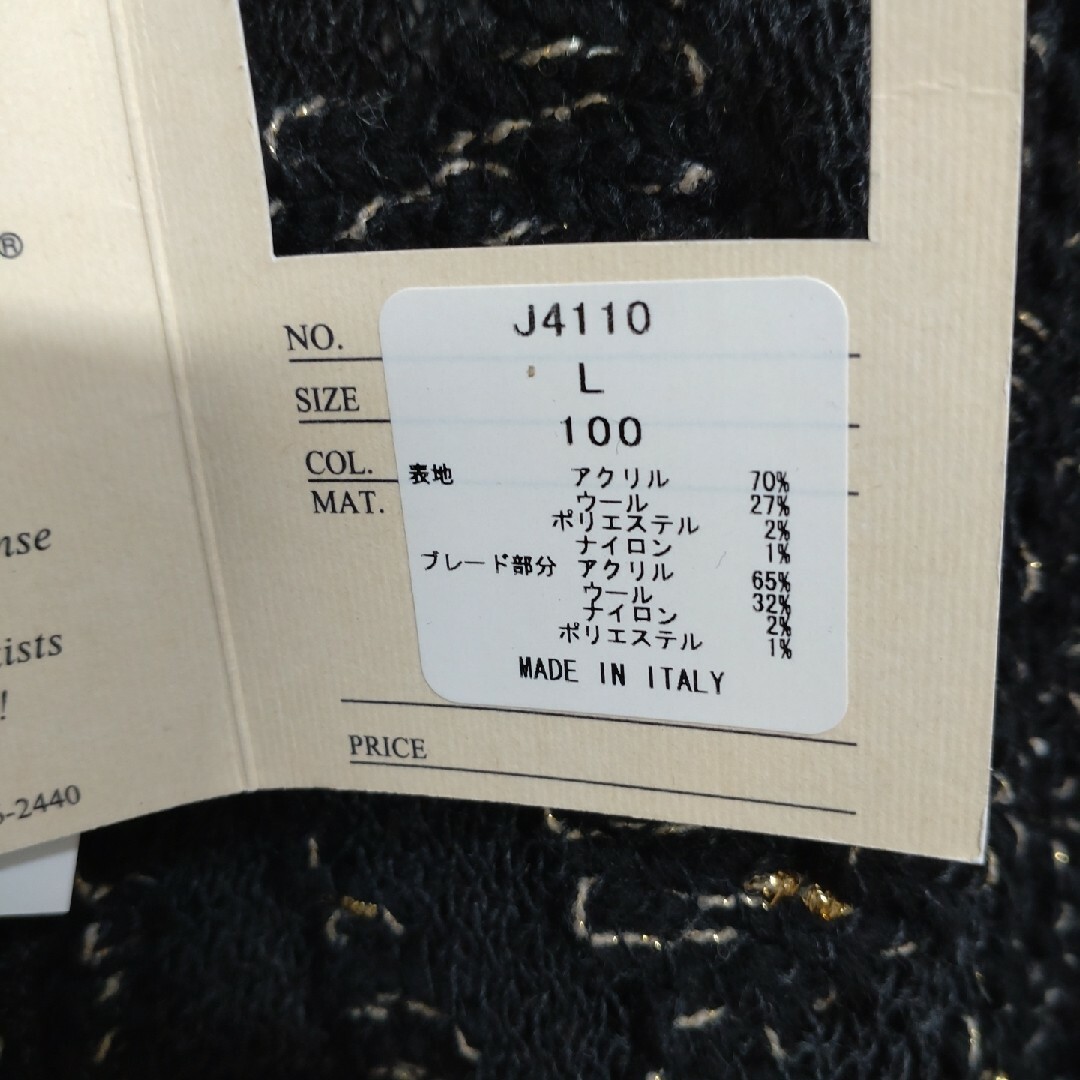 ®
NO. J4110
SIZE L
COL. 100
MAT. 表地 アクリル 70%
ウール 27%
ポリエステル 2%
ナイロン 1%
ブレード部分 アクリル 65%
ウール 32%
ナイロン 2%
ポリエステル 1%
MADE IN ITALY
PRICE
!
-2440